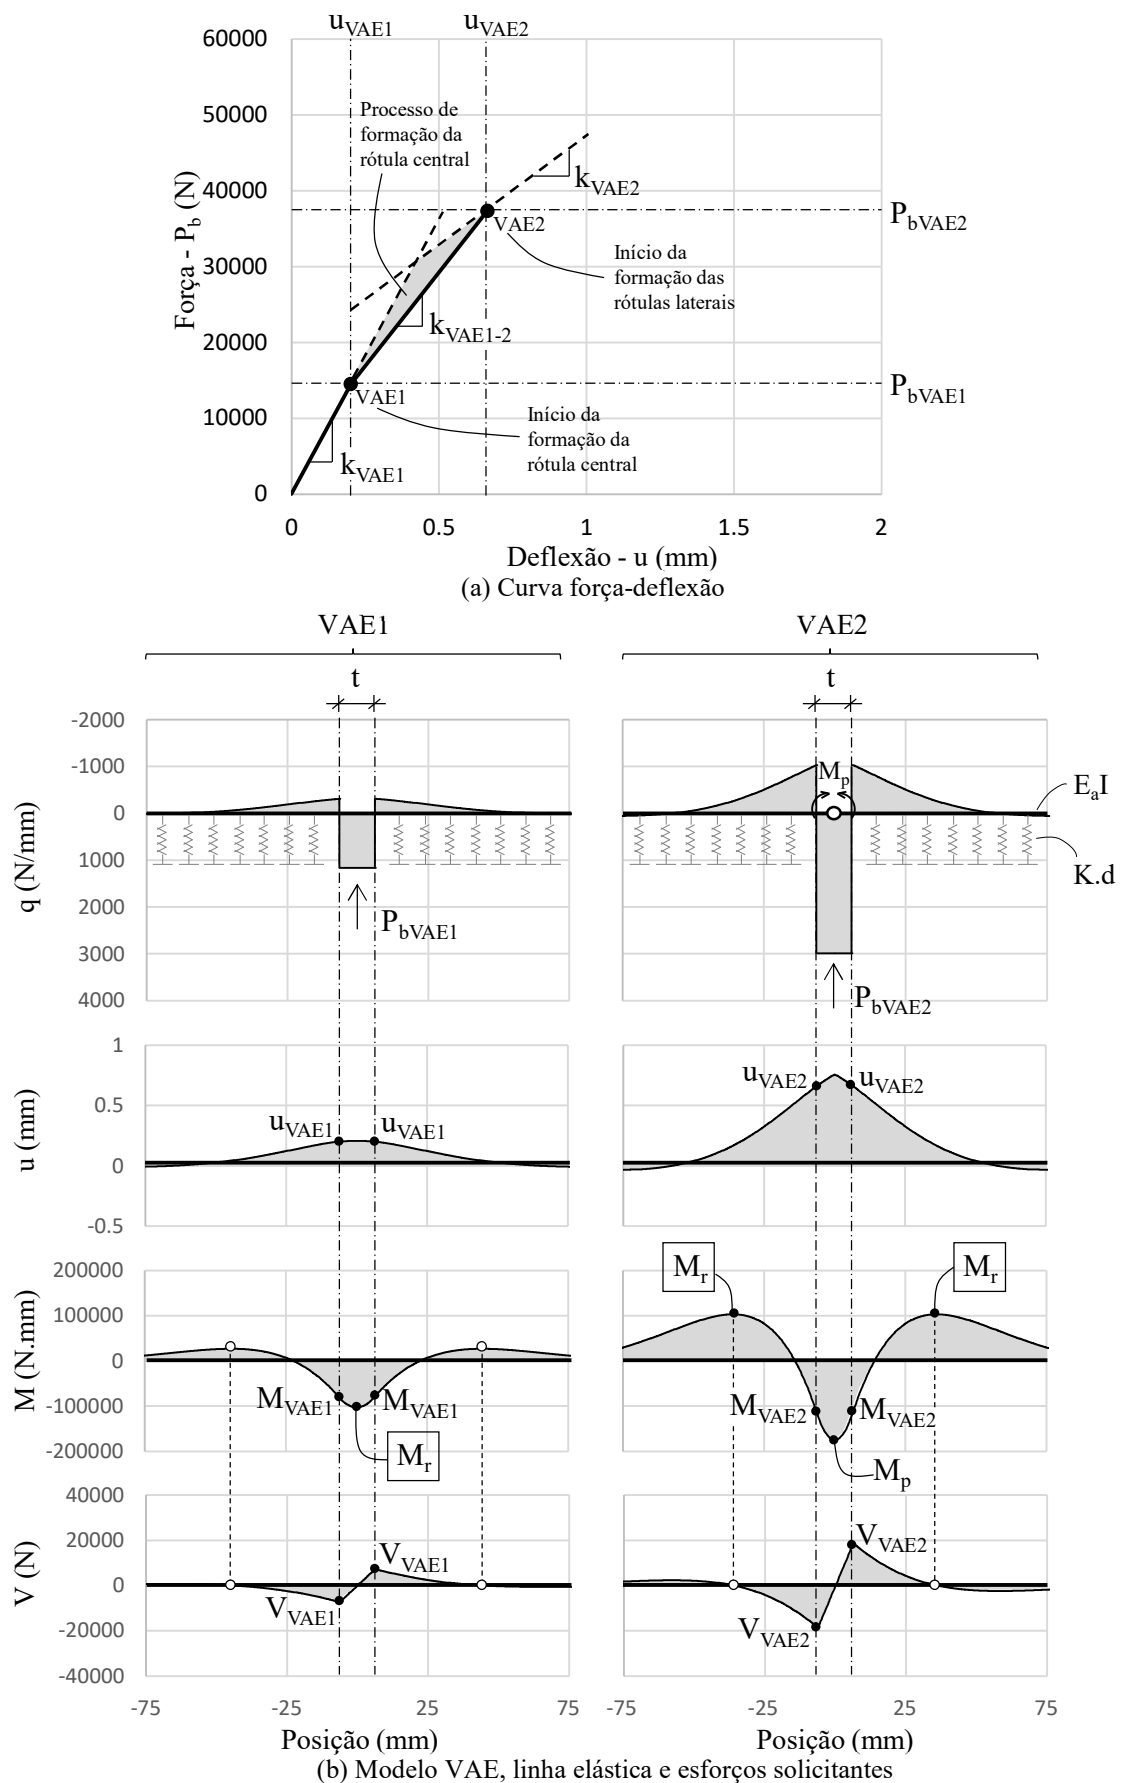 uVAE1 uVAE2
60000
50000
40000
30000
20000
10000
0
Força - Pb (N)
Processo de
formação da
rótula central
kVAE2
PbVAE2
VAE2
Início da
formação das
rótulas laterais
kVAE1-2
PbVAE1
VAE1
Início da
formação da
rótula central
kVAE1
0 0.5 1 1.5 2
Deflexão - u (mm)
(a) Curva força-deflexão
VAE1 VAE2
t t
-2000
-1000
0
1000
2000
3000
4000
q (N/mm)
Mp
EaI
K.d
PbVAE1
PbVAE2
1
0.5
0
-0.5
u (mm)
uVAE1 uVAE1
uVAE2 uVAE2
200000
100000
0
-100000
-200000
M (N.mm)
Mr Mr
MVAE1 MVAE1
MVAE2 MVAE2
Mr
Mp
40000
20000
0
-20000
-40000
V (N)
VVAE1
VVAE2
VVAE1
VVAE2
-75 -25 25 75
-75 -25 25 75
Posição (mm) Posição (mm)
(b) Modelo VAE, linha elástica e esforços solicitantes